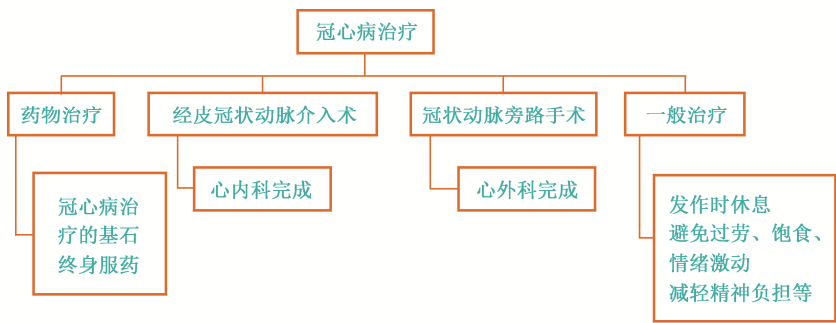 冠心病治疗
药物治疗
经皮冠状动脉介入术
冠状动脉旁路手术
一般治疗
冠心病治
疗的基石
终身服药
心内科完成
心外科完成
发作时休息
避免过劳、饱食、
情绪激动
减轻精神负担等